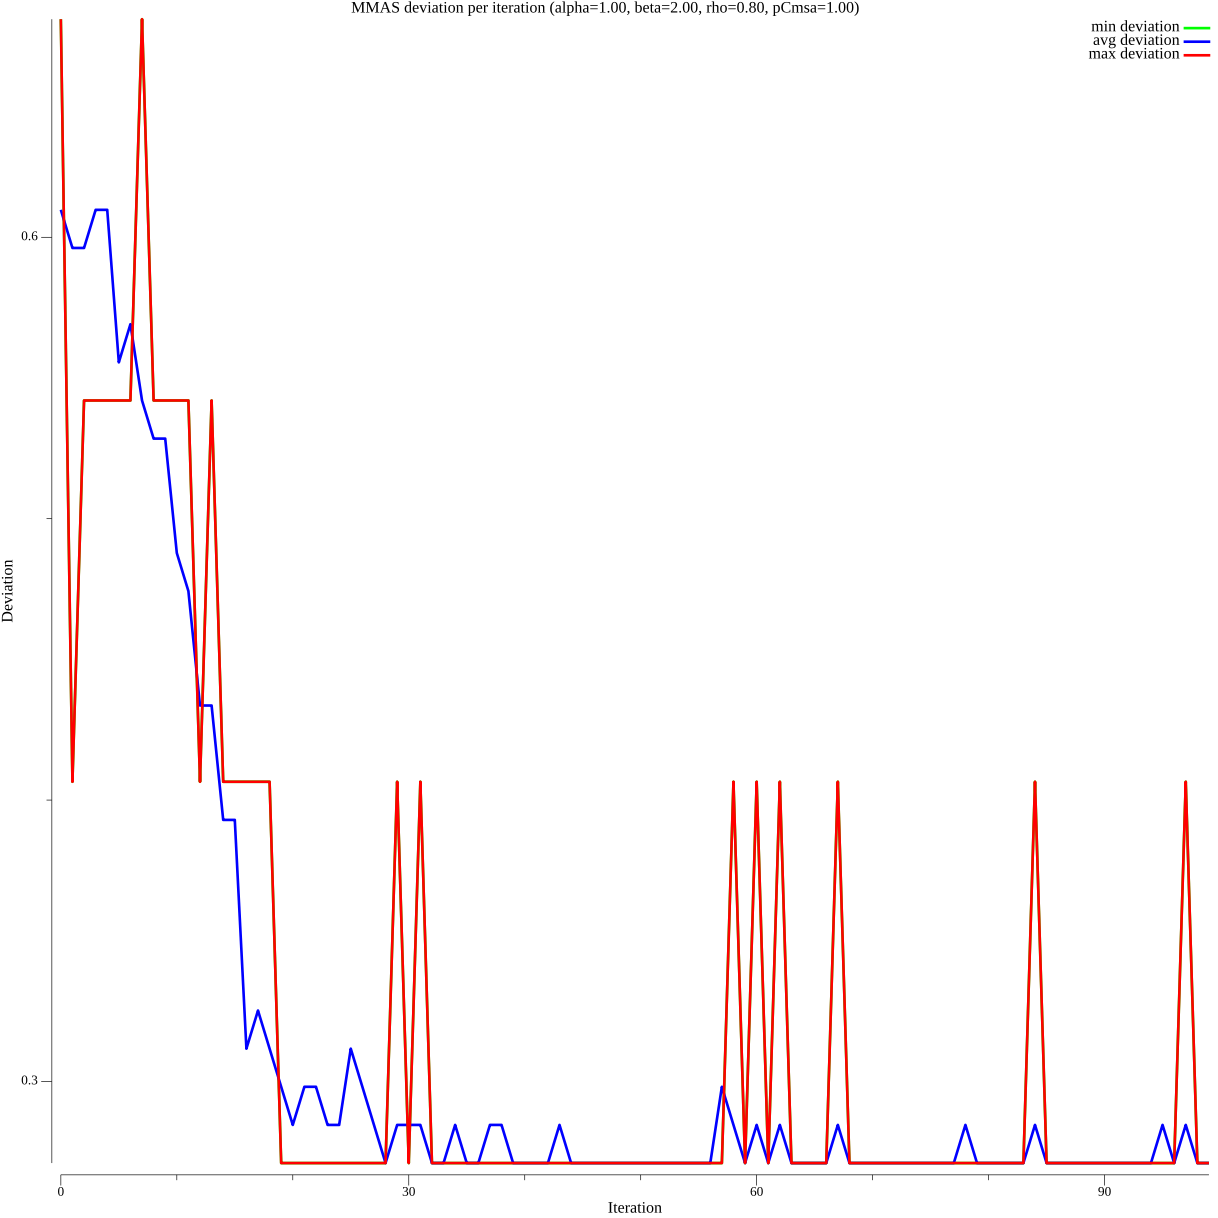 MMAS deviation per iteration (alpha=1.00, beta=2.00, rho=0.80, pCmsa=1.00)
min deviation
avg deviation
max deviation
0.6
Deviation
0.3
0
30
60
90
Iteration